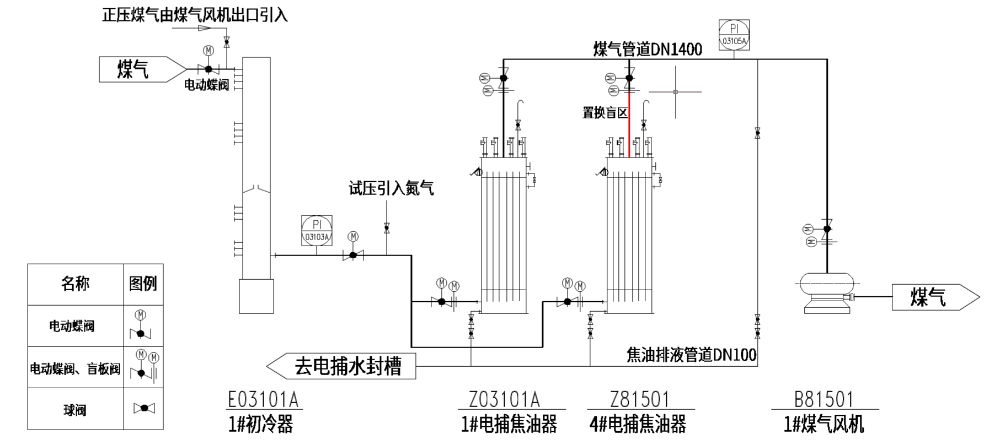 正压煤气由煤气风机出口引入
煤气
M
电动蝶阀
煤气管道DN1400
PI
03105A
M
M
M
M
置换盲区
试压引入氮气
PI
03103A
M
M
M
M
M
M
M
煤气
焦油排液管道DN100
去电捕水封槽
名称 图例
电动蝶阀
M
电动蝶阀、盲板阀
M
M
球阀
E03101A
1#初冷器
Z03101A
1#电捕焦油器
Z81501
4#电捕焦油器
B81501
1#煤气风机